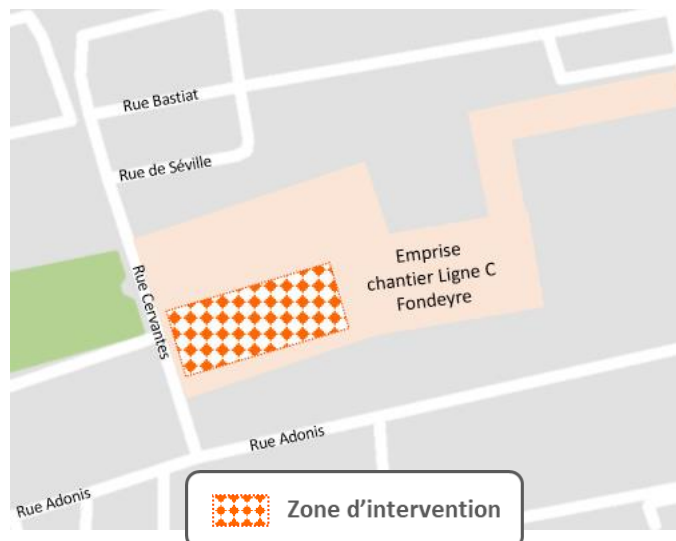 Rue Bastiat
Rue de Séville
Emprise
chantier Ligne C
Fondeyre
Rue Cervantes
Rue Adonis
Rue Adonis
Zone d'intervention